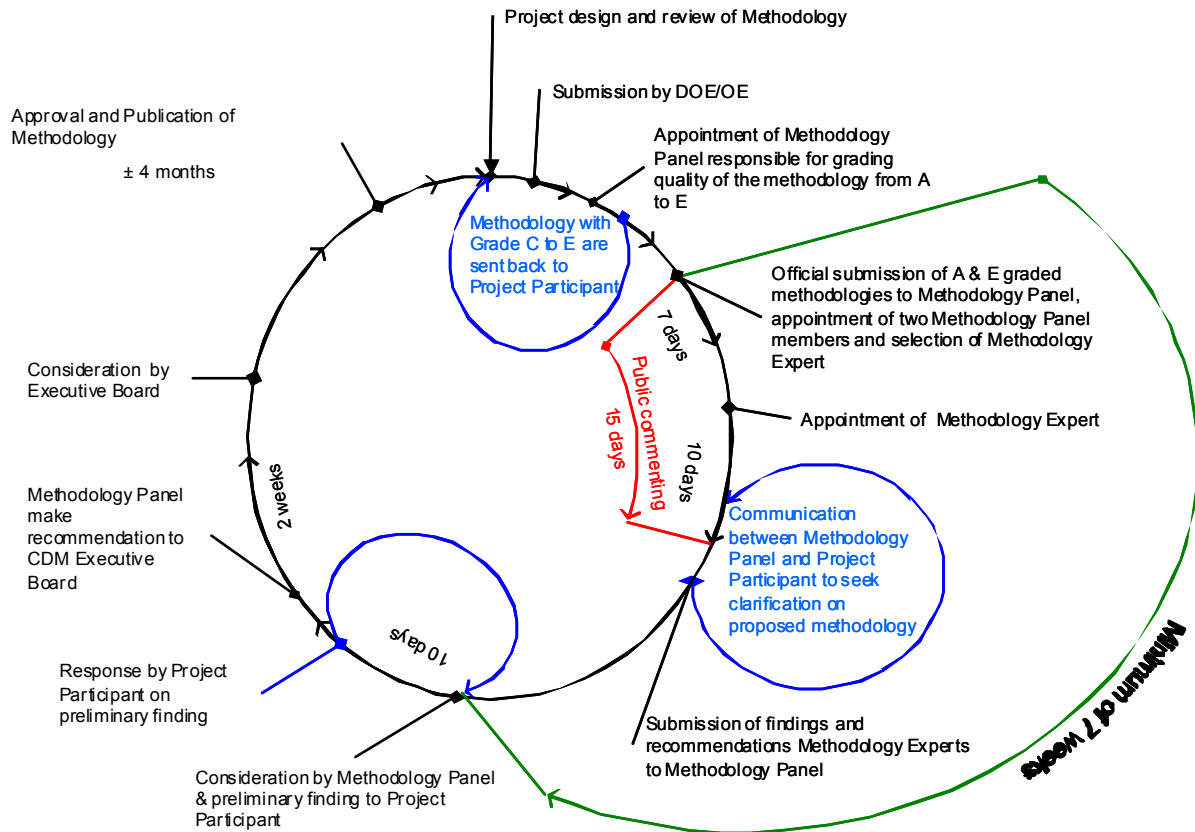 Project design and review of Methodology
Submission by DOE/OE
Appointment of Methodology
Panel responsible for grading
quality of the methodology from A
to E
Methodology with
Grade C to E are
sent back to
Project Participant
Official submission of A & E graded
methodologies to Methodology Panel,
appointment of two Methodology Panel
members and selection of Methodology
Expert
7 days
Public commenting
15 days
Appointment of Methodology Expert
10 days
Communication
between Methodology
Panel and Project
Participant to seek
clarification on
proposed methodology
Minimum of 7 weeks
Submission of findings and
recommendations Methodology Experts
to Methodology Panel
Consideration by Methodology Panel
& preliminary finding to Project
Participant
10 days
Response by Project
Participant on
preliminary finding
Methodology Panel
make
recommendation to
CDM Executive
Board
2 weeks
Consideration by
Executive Board
Approval and Publication of
Methodology
± 4 months